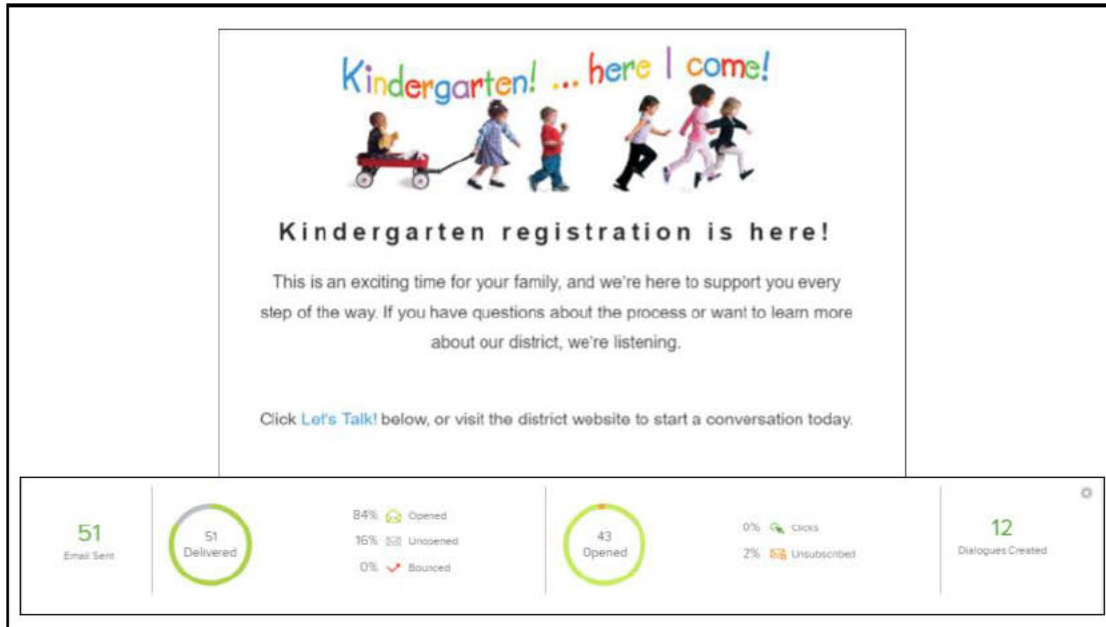 Kindergarten! ... here I come!
Kindergarten registration is here!
This is an exciting time for your family, and we're here to support you every
step of the way. If you have questions about the process or want to learn more
about our district, we're listening.
Click Let's Talk! below, or visit the district website to start a conversation today.
51
Email Sent
51
Delivered
84% Opened
16% Unopened
0% Bounced
43
Opened
0% Clicks
2% Unsubscribed
12
Dialogues Created